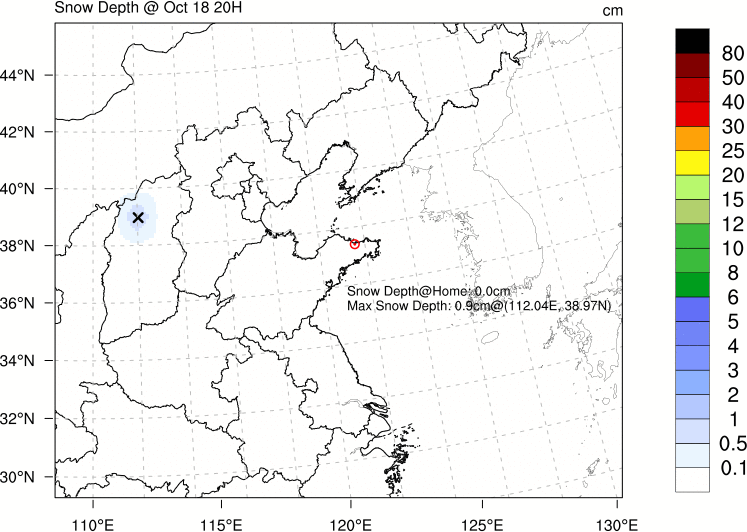 Snow Depth @ Oct 18 20H
cm
80
50
40
30
25
20
15
12
10
8
6
5
4
3
2
1
0.5
0.1
44°N
42°N
40°N
38°N
36°N
34°N
32°N
30°N
Snow Depth@Home: 0.0cm
Max Snow Depth: 0.9cm@(112.04E, 38.97N)
110°E
115°E
120°E
125°E
130°E